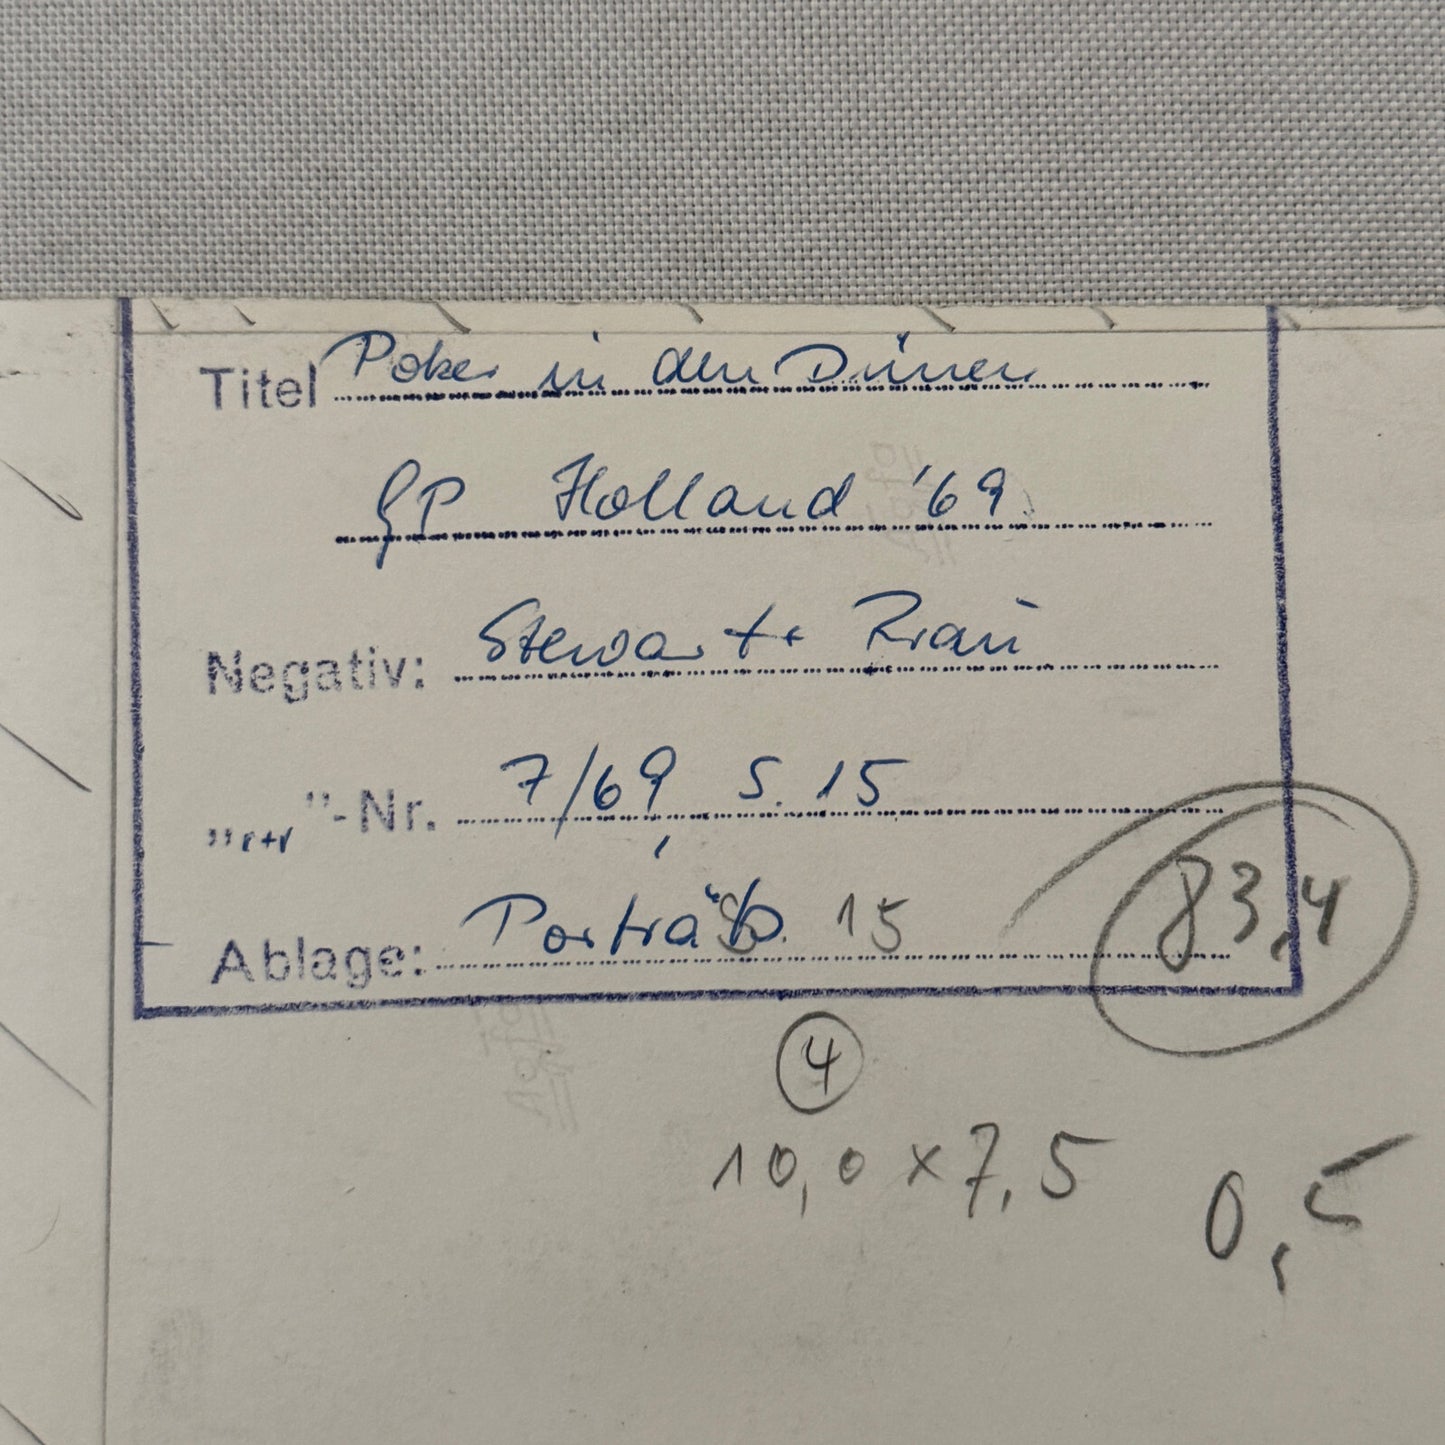 Titel Poker in den Dünen
GP Holland '69
Negativ: Stewart + Frau
„r+r"-Nr. 7/69, S. 15
Ablage: Porträts S. 15
83,4
4
10,0 x 7,5
0,5